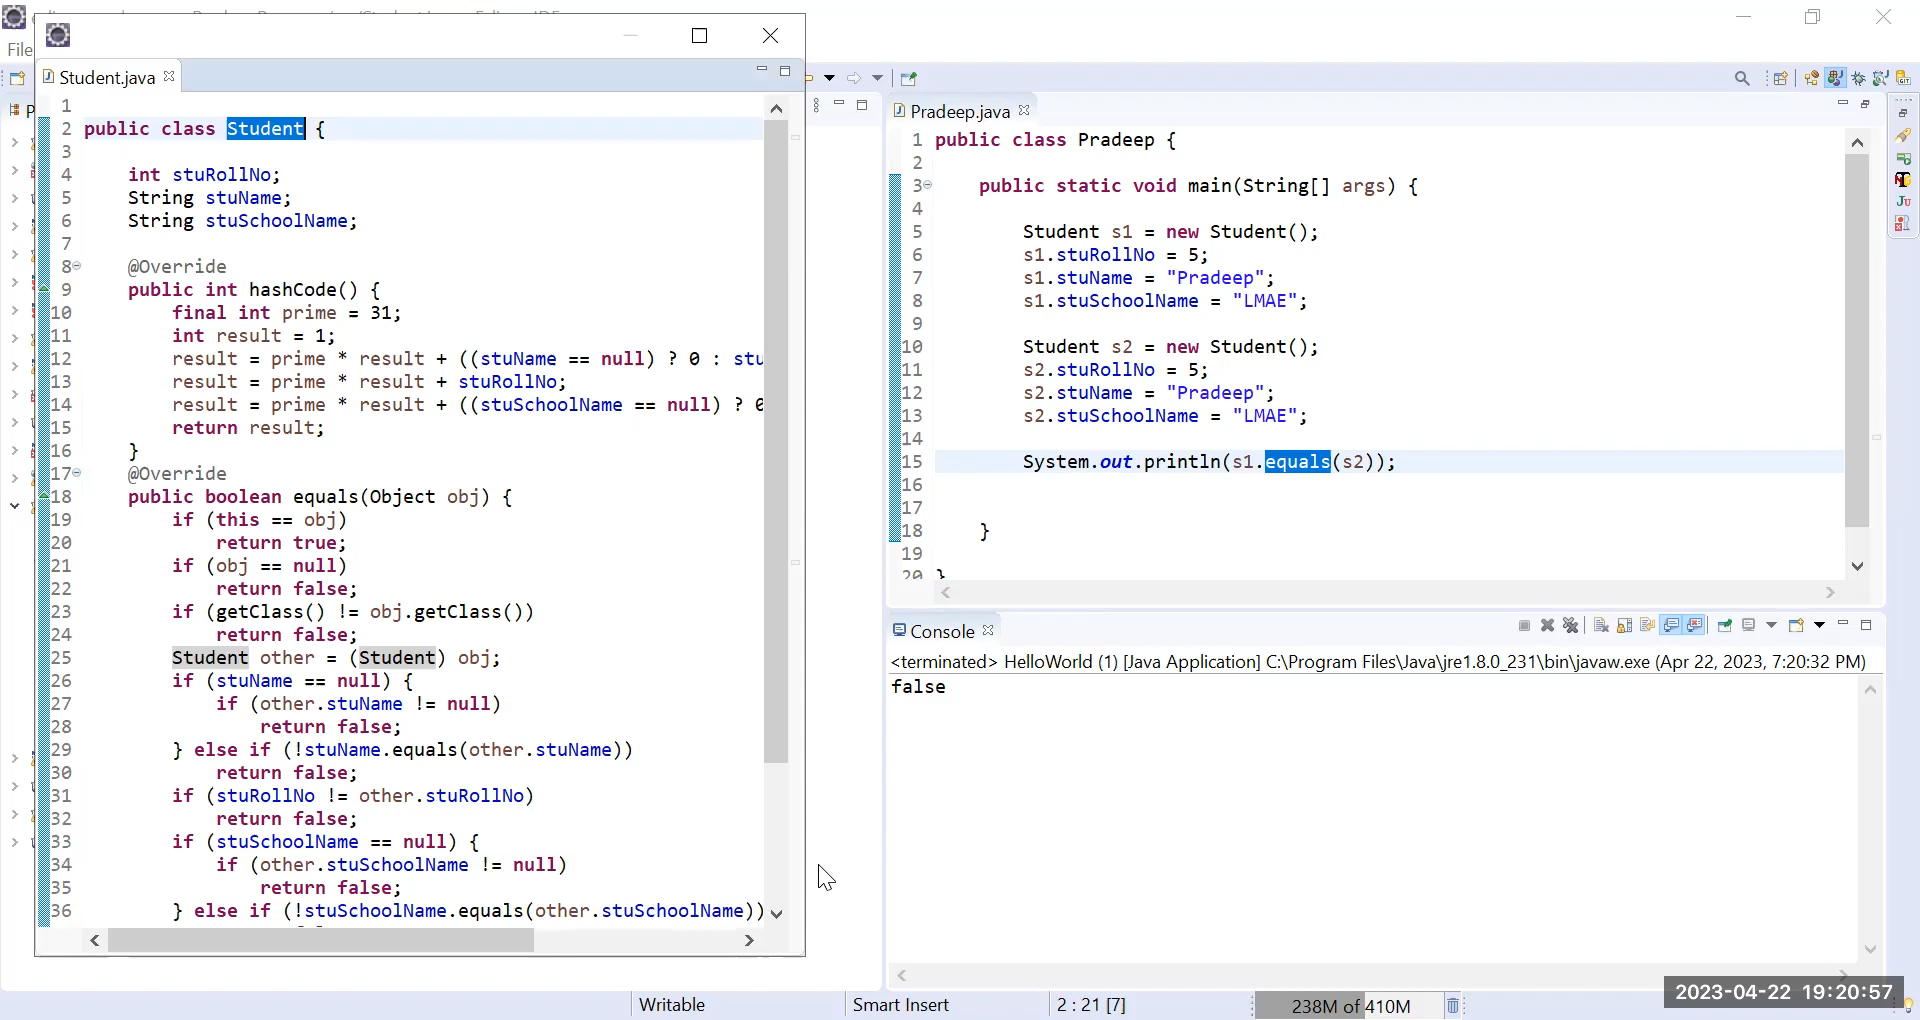 File
Student.java
1
2 public class Student {
3
4 int stuRollNo;
5 String stuName;
6 String stuSchoolName;
7
8 @Override
9 public int hashCode() {
10 final int prime = 31;
11 int result = 1;
12 result = prime * result + ((stuName == null) ? 0 : stu
13 result = prime * result + stuRollNo;
14 result = prime * result + ((stuSchoolName == null) ? 0
15 return result;
16 }
17 @Override
18 public boolean equals(Object obj) {
19 if (this == obj)
20 return true;
21 if (obj == null)
22 return false;
23 if (getClass() != obj.getClass())
24 return false;
25 Student other = (Student) obj;
26 if (stuName == null) {
27 if (other.stuName != null)
28 return false;
29 } else if (!stuName.equals(other.stuName))
30 return false;
31 if (stuRollNo != other.stuRollNo)
32 return false;
33 if (stuSchoolName == null) {
34 if (other.stuSchoolName != null)
35 return false;
36 } else if (!stuSchoolName.equals(other.stuSchoolName))
Pradeep.java
1 public class Pradeep {
2
3 public static void main(String[] args) {
4
5 Student s1 = new Student();
6 s1.stuRollNo = 5;
7 s1.stuName = "Pradeep";
8 s1.stuSchoolName = "LMAE";
9
10 Student s2 = new Student();
11 s2.stuRollNo = 5;
12 s2.stuName = "Pradeep";
13 s2.stuSchoolName = "LMAE";
14
15 System.out.println(s1.equals(s2));
16
17
18 }
19
20 }
Console
<terminated> HelloWorld (1) [Java Application] C:\Program Files\Java\jre1.8.0_231\bin\javaw.exe (Apr 22, 2023, 7:20:32 PM)
false
Writable
Smart Insert
2 : 21 [7]
238M of 410M
2023-04-22 19:20:57